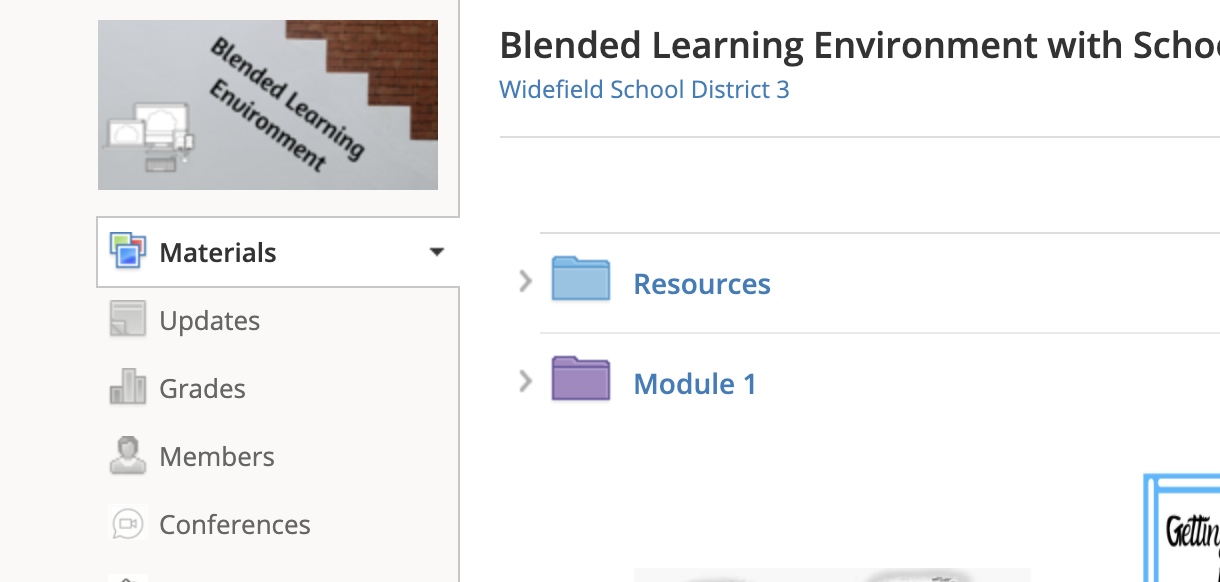 Blended Learning
Environment
Blended Learning Environment with
Widefield School District 3
Materials
Updates
Grades
Members
Conferences
Resources
Module 1